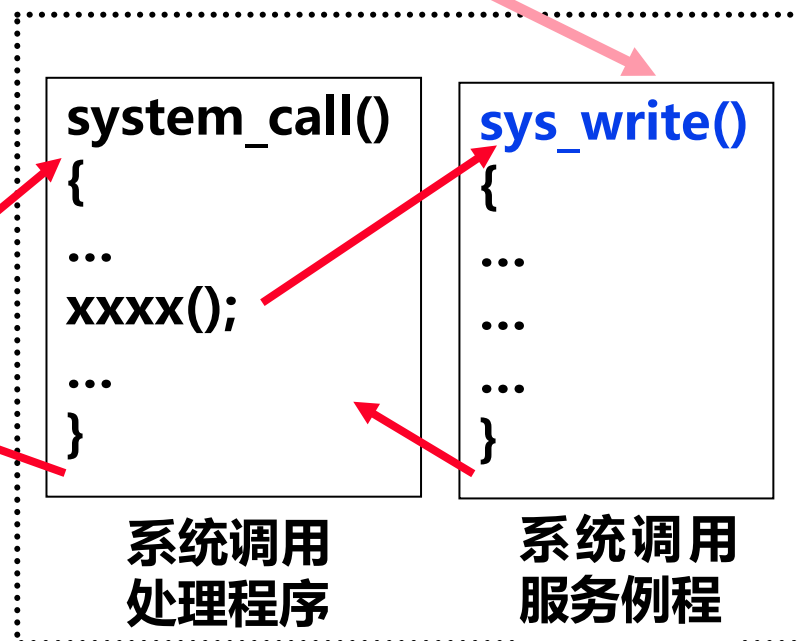 system_call()
{
...
xxxx();
...
}
系统调用
处理程序
sys_write()
{
...
...
...
}
系统调用
服务例程